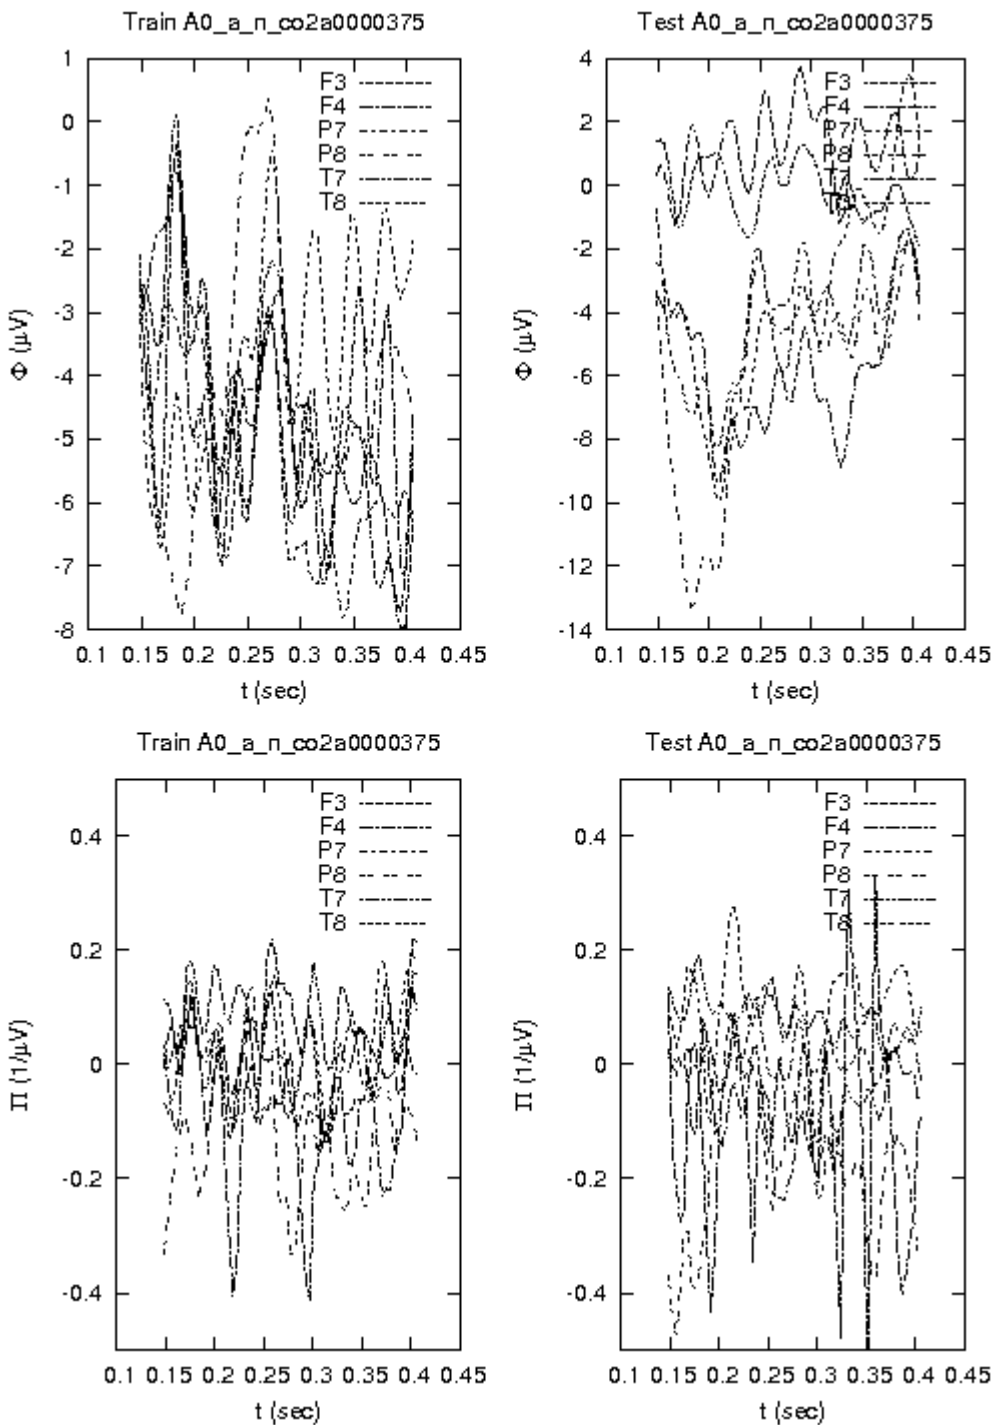 Train A0_a_n_co2a0000375
Φ (μV)
1
0
-1
-2
-3
-4
-5
-6
-7
-8
F3
F4
P7
P8
T7
T8
0.1 0.15 0.2 0.25 0.3 0.35 0.4 0.45
t (sec)
Test A0_a_n_co2a0000375
Φ (μV)
4
2
0
-2
-4
-6
-8
-10
-12
-14
F3
F4
P7
P8
T7
T8
0.1 0.15 0.2 0.25 0.3 0.35 0.4 0.45
t (sec)
Train A0_a_n_co2a0000375
Π (1/μV)
0.4
0.2
0
-0.2
-0.4
F3
F4
P7
P8
T7
T8
0.1 0.15 0.2 0.25 0.3 0.35 0.4 0.45
t (sec)
Test A0_a_n_co2a0000375
Π (1/μV)
0.4
0.2
0
-0.2
-0.4
F3
F4
P7
P8
T7
T8
0.1 0.15 0.2 0.25 0.3 0.35 0.4 0.45
t (sec)